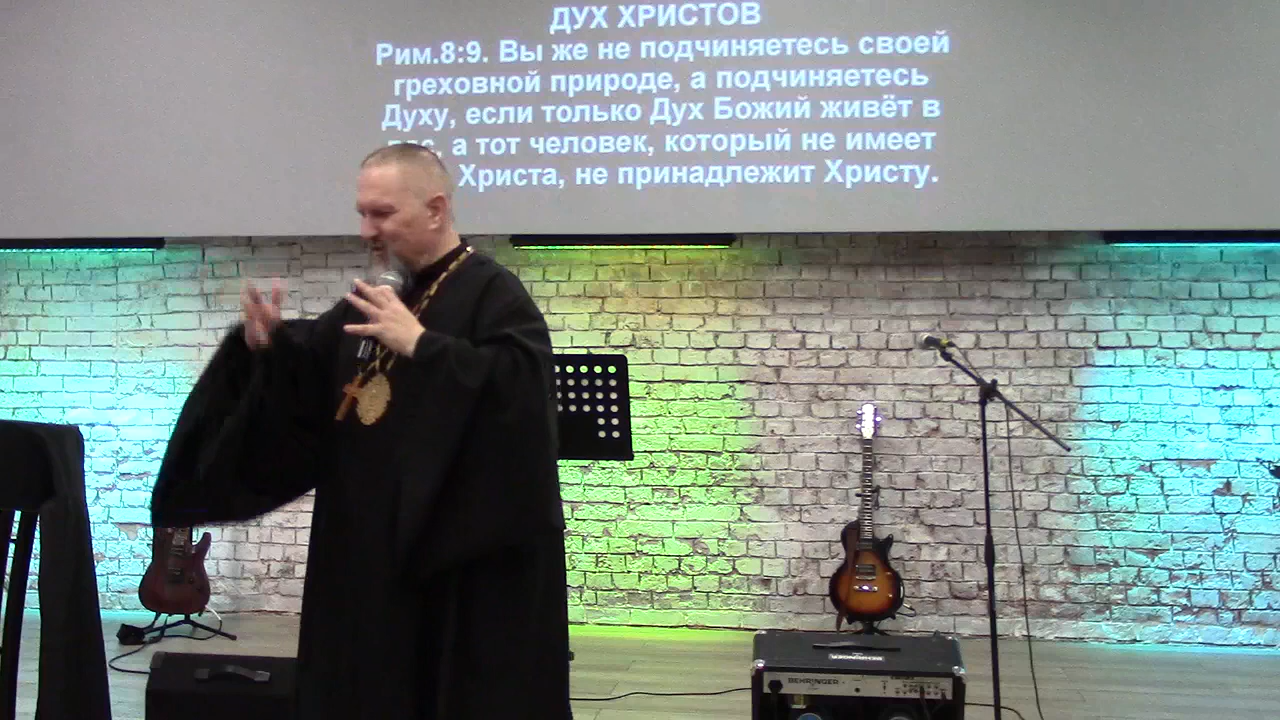 ДУХ ХРИСТОВ
Рим.8:9. Вы же не подчиняетесь своей
греховной природе, а подчиняетесь
Духу, если только Дух Божий живёт в
а тот человек, который не имеет
Христа, не принадлежит Христу.
BEHRINGER
BEHRINGER